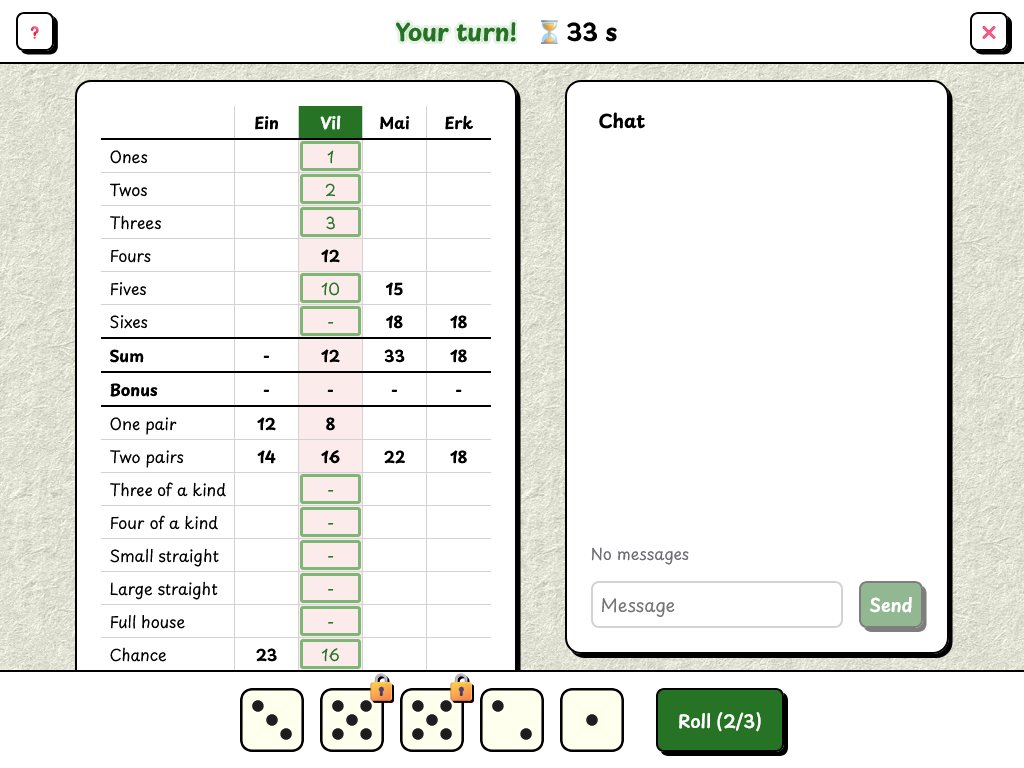 ?
Your turn! ⏳ 33 s
×
Ein Vil Mai Erk
Ones 1
Twos 2
Threes 3
Fours 12
Fives 10 15
Sixes - 18 18
Sum - 12 33 18
Bonus - - - -
One pair 12 8
Two pairs 14 16 22 18
Three of a kind -
Four of a kind -
Small straight -
Large straight -
Full house -
Chance 23 16
Chat
No messages
Message
Send
Roll (2/3)